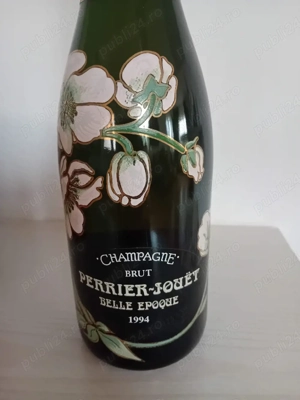 ·CHAMPAGNE·
BRUT
PERRIER-JOUËT
BELLE EPOQUE
1994